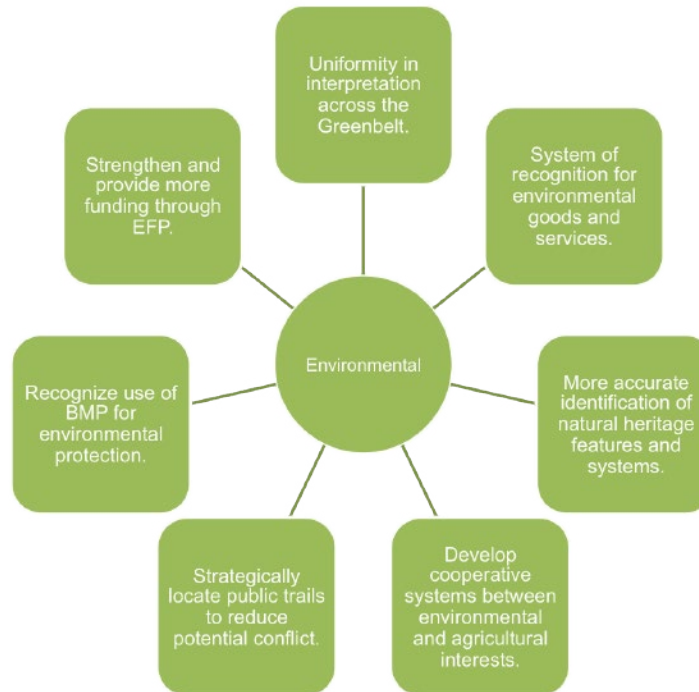 Uniformity in
interpretation
across the
Greenbelt.
System of
recognition for
environmental
goods and
services.
More accurate
identification of
natural heritage
features and
systems.
Develop
cooperative
systems between
environmental
and agricultural
interests.
Strategically
locate public trails
to reduce
potential conflict.
Recognize use of
BMP for
environmental
protection.
Strengthen and
provide more
funding through
EFP.
Environmental